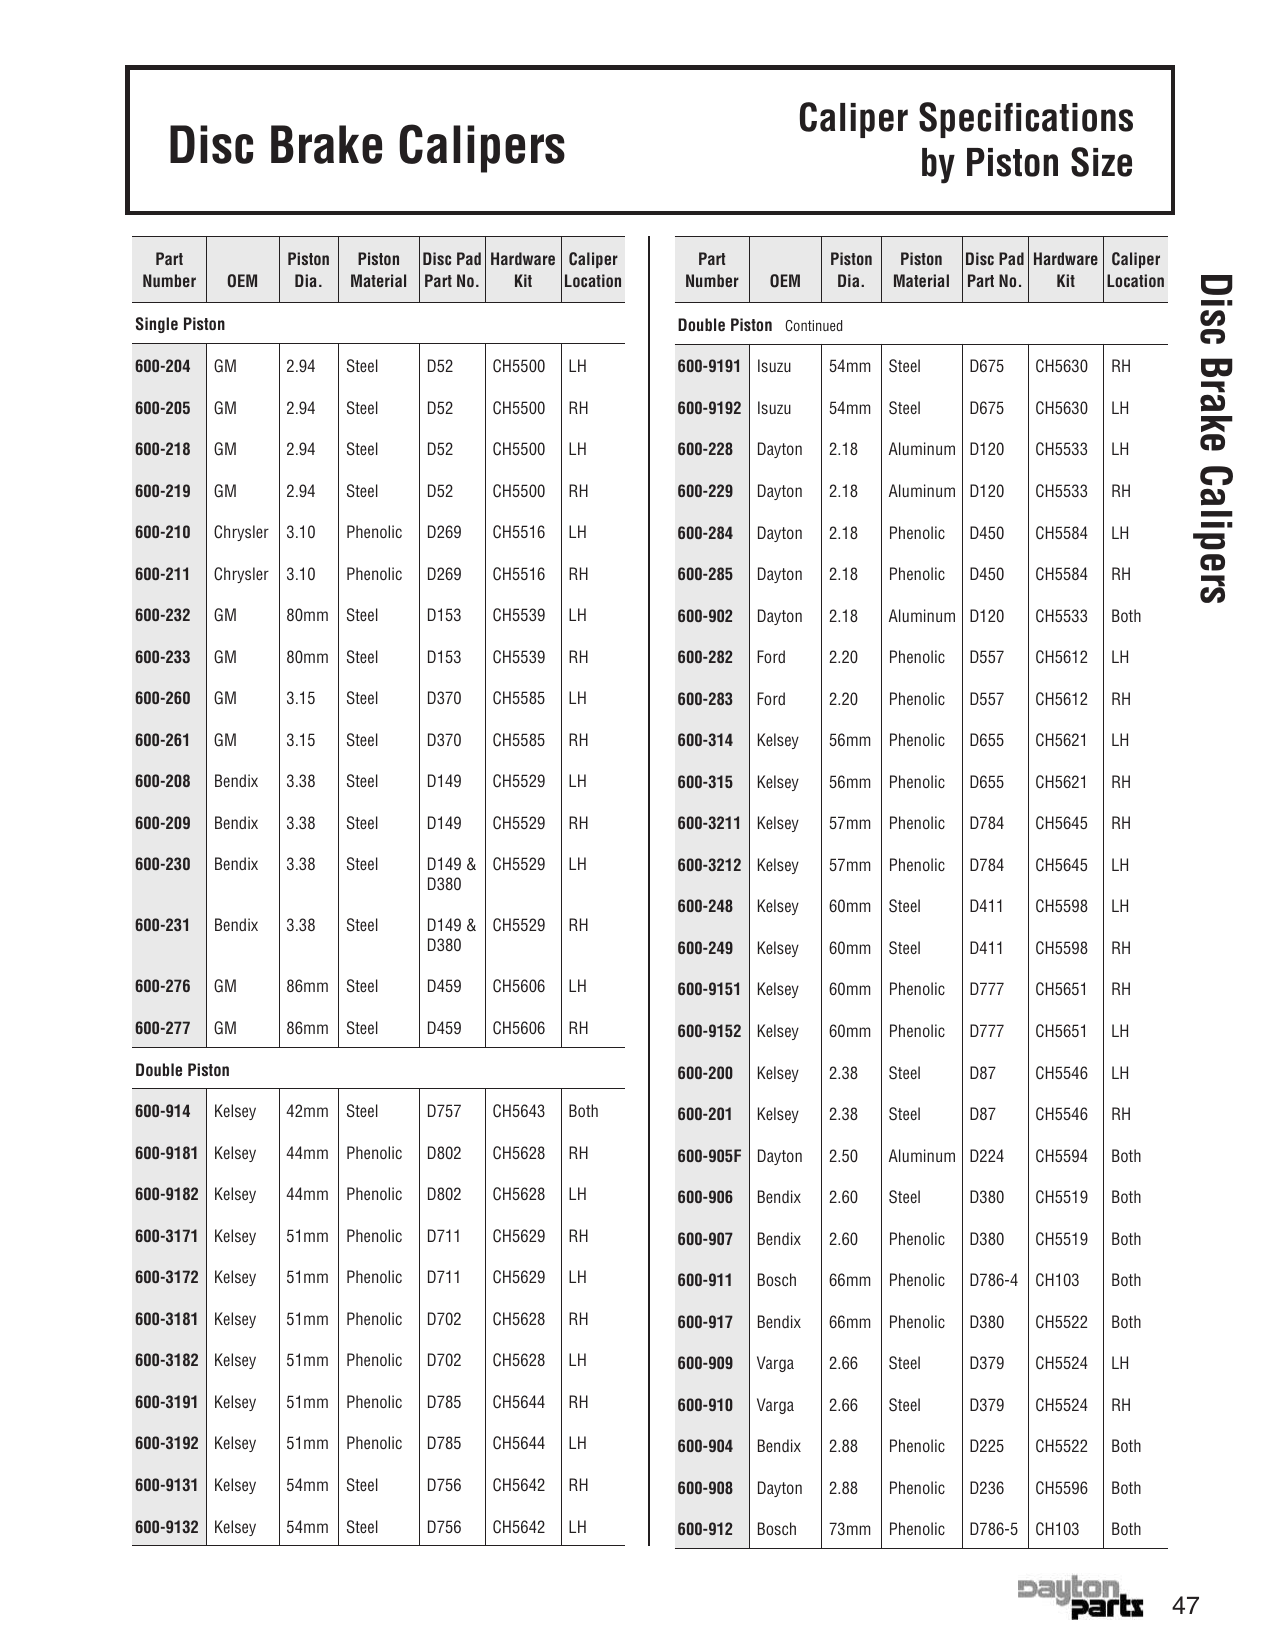 Disc Brake Calipers
Caliper Specifications
by Piston Size
Part Number OEM Piston Dia. Piston Material Disc Pad Part No. Hardware Kit Caliper Location
Single Piston
600-204 GM 2.94 Steel D52 CH5500 LH
600-205 GM 2.94 Steel D52 CH5500 RH
600-218 GM 2.94 Steel D52 CH5500 LH
600-219 GM 2.94 Steel D52 CH5500 RH
600-210 Chrysler 3.10 Phenolic D269 CH5516 LH
600-211 Chrysler 3.10 Phenolic D269 CH5516 RH
600-232 GM 80mm Steel D153 CH5539 LH
600-233 GM 80mm Steel D153 CH5539 RH
600-260 GM 3.15 Steel D370 CH5585 LH
600-261 GM 3.15 Steel D370 CH5585 RH
600-208 Bendix 3.38 Steel D149 CH5529 LH
600-209 Bendix 3.38 Steel D149 CH5529 RH
600-230 Bendix 3.38 Steel D149 & CH5529 LH
D380
600-231 Bendix 3.38 Steel D149 & CH5529 RH
D380
600-276 GM 86mm Steel D459 CH5606 LH
600-277 GM 86mm Steel D459 CH5606 RH
Double Piston
600-914 Kelsey 42mm Steel D757 CH5643 Both
600-9181 Kelsey 44mm Phenolic D802 CH5628 RH
600-9182 Kelsey 44mm Phenolic D802 CH5628 LH
600-3171 Kelsey 51mm Phenolic D711 CH5629 RH
600-3172 Kelsey 51mm Phenolic D711 CH5629 LH
600-3181 Kelsey 51mm Phenolic D702 CH5628 RH
600-3182 Kelsey 51mm Phenolic D702 CH5628 LH
600-3191 Kelsey 51mm Phenolic D785 CH5644 RH
600-3192 Kelsey 51mm Phenolic D785 CH5644 LH
600-9131 Kelsey 54mm Steel D756 CH5642 RH
600-9132 Kelsey 54mm Steel D756 CH5642 LH
Part Number OEM Piston Dia. Piston Material Disc Pad Part No. Hardware Kit Caliper Location
Double Piston Continued
600-9191 Isuzu 54mm Steel D675 CH5630 RH
600-9192 Isuzu 54mm Steel D675 CH5630 LH
600-228 Dayton 2.18 Aluminum D120 CH5533 LH
600-229 Dayton 2.18 Aluminum D120 CH5533 RH
600-284 Dayton 2.18 Phenolic D450 CH5584 LH
600-285 Dayton 2.18 Phenolic D450 CH5584 RH
600-902 Dayton 2.18 Aluminum D120 CH5533 Both
600-282 Ford 2.20 Phenolic D557 CH5612 LH
600-283 Ford 2.20 Phenolic D557 CH5612 RH
600-314 Kelsey 56mm Phenolic D655 CH5621 LH
600-315 Kelsey 56mm Phenolic D655 CH5621 RH
600-3211 Kelsey 57mm Phenolic D784 CH5645 RH
600-3212 Kelsey 57mm Phenolic D784 CH5645 LH
600-248 Kelsey 60mm Steel D411 CH5598 LH
600-249 Kelsey 60mm Steel D411 CH5598 RH
600-9151 Kelsey 60mm Phenolic D777 CH5651 RH
600-9152 Kelsey 60mm Phenolic D777 CH5651 LH
600-200 Kelsey 2.38 Steel D87 CH5546 LH
600-201 Kelsey 2.38 Steel D87 CH5546 RH
600-905F Dayton 2.50 Aluminum D224 CH5594 Both
600-906 Bendix 2.60 Steel D380 CH5519 Both
600-907 Bendix 2.60 Phenolic D380 CH5519 Both
600-911 Bosch 66mm Phenolic D786-4 CH103 Both
600-917 Bendix 66mm Phenolic D380 CH5522 Both
600-909 Varga 2.66 Steel D379 CH5524 LH
600-910 Varga 2.66 Steel D379 CH5524 RH
600-904 Bendix 2.88 Phenolic D225 CH5522 Both
600-908 Dayton 2.88 Phenolic D236 CH5596 Both
600-912 Bosch 73mm Phenolic D786-5 CH103 Both
Disc Brake Calipers
Dayton
parts
47